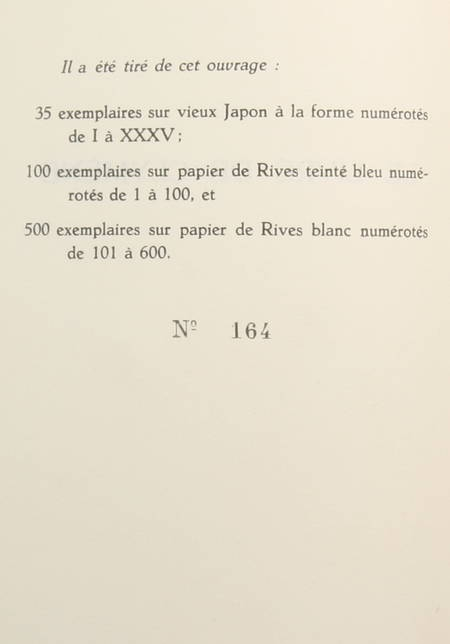 Il a été tiré de cet ouvrage :
35 exemplaires sur vieux Japon à la forme numérotés
de I à XXXV ;
100 exemplaires sur papier de Rives teinté bleu numé-
rotés de 1 à 100, et
500 exemplaires sur papier de Rives blanc numérotés
de 101 à 600.
Nº 164